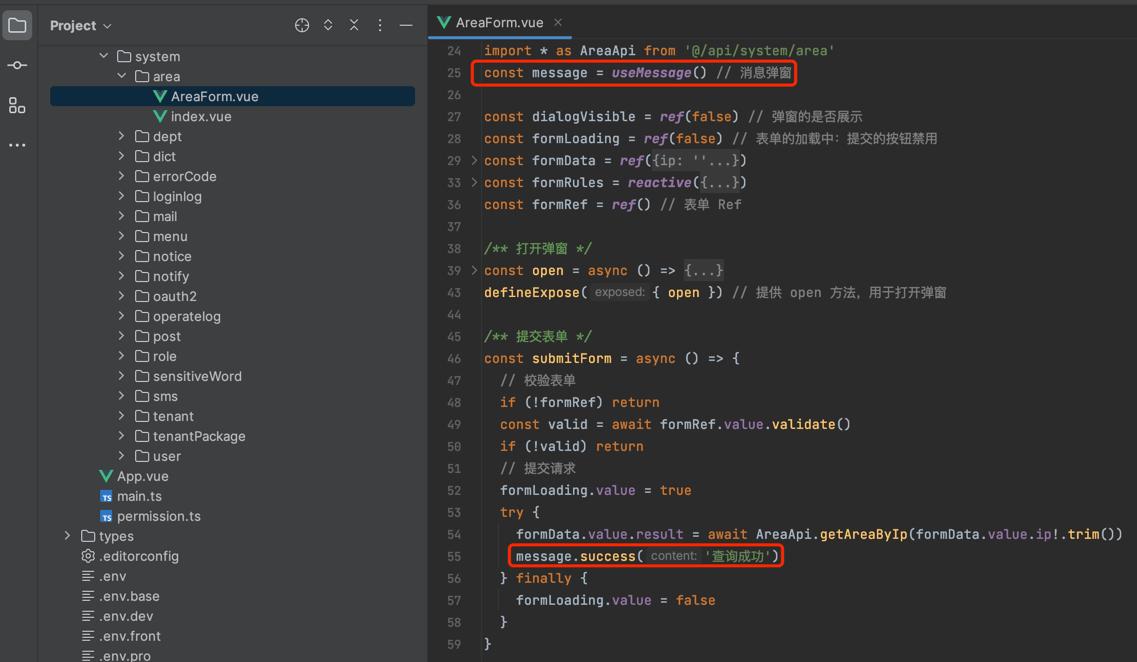 Project
system
area
AreaForm.vue
index.vue
dept
dict
errorCode
loginlog
mail
menu
notice
notify
oauth2
operatelog
post
role
sensitiveWord
sms
tenant
tenantPackage
user
App.vue
TS main.ts
TS permission.ts
types
.editorconfig
.env
.env.base
.env.dev
.env.front
.env.pro
AreaForm.vue
24 import * as AreaApi from '@/api/system/area'
25 const message = useMessage() // 消息弹窗
26
27 const dialogVisible = ref(false) // 弹窗的是否展示
28 const formLoading = ref(false) // 表单的加载中：提交的按钮禁用
29 const formData = ref({ip: ''...})
33 const formRules = reactive({...})
36 const formRef = ref() // 表单 Ref
37
38 /** 打开弹窗 */
39 const open = async () => {...}
43 defineExpose( exposed: { open }) // 提供 open 方法，用于打开弹窗
44
45 /** 提交表单 */
46 const submitForm = async () => {
47 // 校验表单
48 if (!formRef) return
49 const valid = await formRef.value.validate()
50 if (!valid) return
51 // 提交请求
52 formLoading.value = true
53 try {
54 formData.value.result = await AreaApi.getAreaByIp(formData.value.ip!.trim())
55 message.success( content: '查询成功')
56 } finally {
57 formLoading.value = false
58 }
59 }